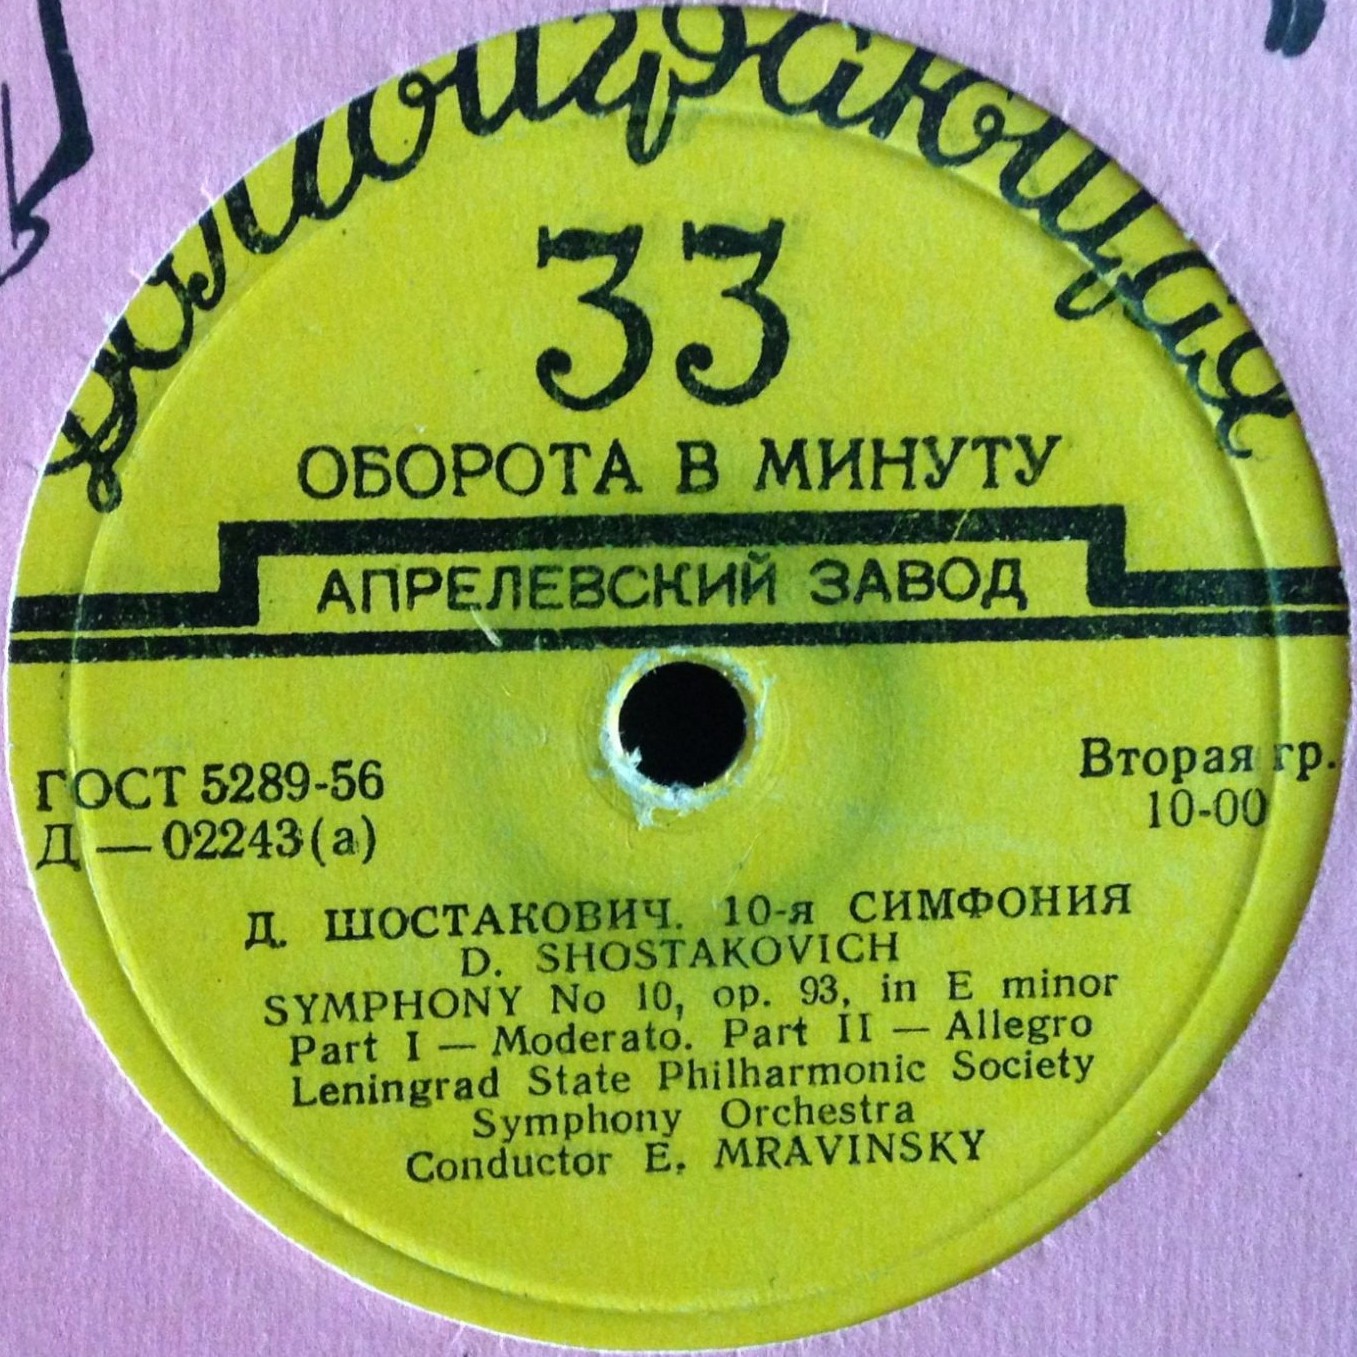 Долгоиграющая
33
ОБОРОТА В МИНУТУ
АПРЕЛЕВСКИЙ ЗАВОД
ГОСТ 5289-56
Д — 02243(а)
Вторая гр.
10-00
Д. ШОСТАКОВИЧ. 10-я СИМФОНИЯ
D. SHOSTAKOVICH
SYMPHONY No 10, op. 93, in E minor
Part I — Moderato. Part II — Allegro
Leningrad State Philharmonic Society
Symphony Orchestra
Conductor E. MRAVINSKY